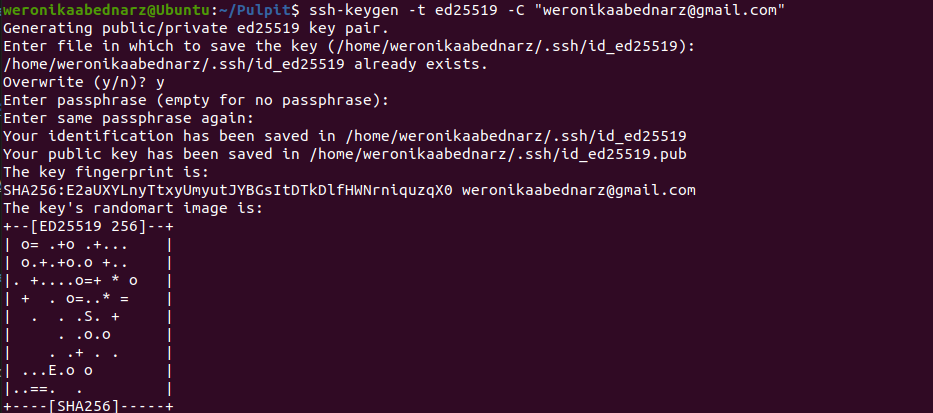 weronikaabednarz@Ubuntu:~/Pulpit$ ssh-keygen -t ed25519 -C "weronikaabednarz@gmail.com"
Generating public/private ed25519 key pair.
Enter file in which to save the key (/home/weronikaabednarz/.ssh/id_ed25519):
/home/weronikaabednarz/.ssh/id_ed25519 already exists.
Overwrite (y/n)? y
Enter passphrase (empty for no passphrase):
Enter same passphrase again:
Your identification has been saved in /home/weronikaabednarz/.ssh/id_ed25519
Your public key has been saved in /home/weronikaabednarz/.ssh/id_ed25519.pub
The key fingerprint is:
SHA256:E2aUXYLnyTtxyUmyutJYBGsItDTkDlfHWNrniquzqX0 weronikaabednarz@gmail.com
The key's randomart image is:
+--[ED25519 256]--+
| o= .+o .+...    |
| o.+.+o.o +..    |
|. +....o=+ * o   |
| +  . o=..* =    |
|  .  . .S. +     |
|      . .o.o     |
|     . .+ . .    |
| ...E.o o        |
|..==.  .         |
+----[SHA256]-----+